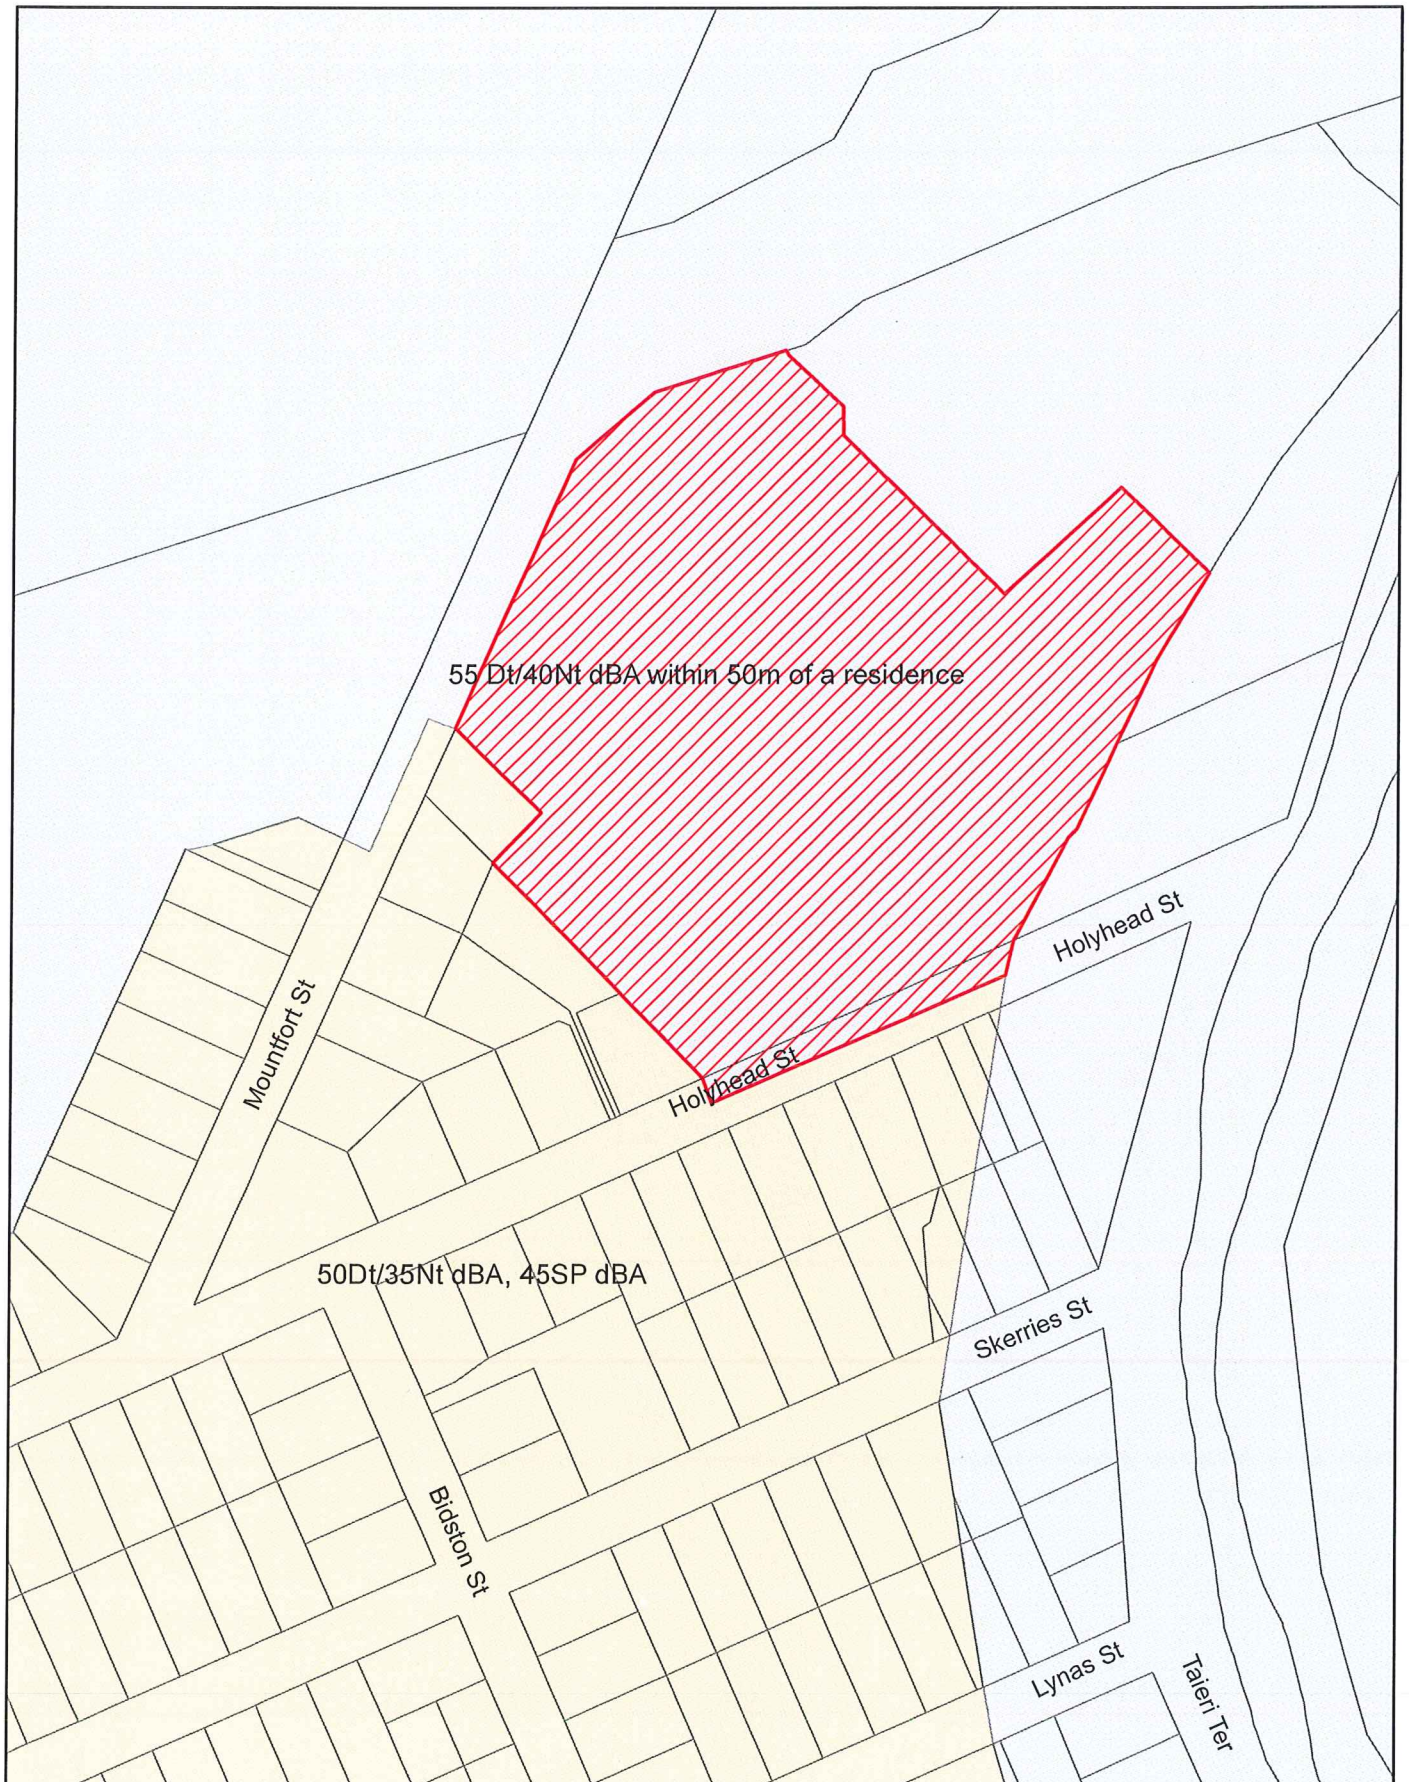 55 Dt/40Nt dBA within 50m of a residence
Holyhead St
Mountfort St
Holyhead St
50Dt/35Nt dBA, 45SP dBA
Skerries St
Bidston St
Lynas St
Taieri Ter